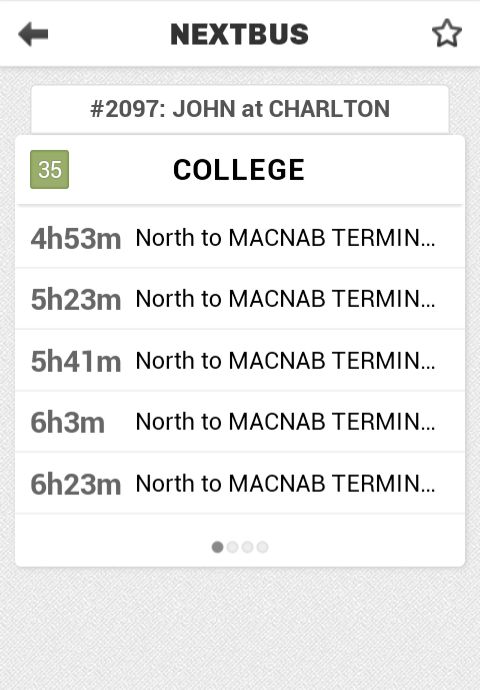 NEXTBUS
#2097: JOHN at CHARLTON
35 COLLEGE
4h53m North to MACNAB TERMIN...
5h23m North to MACNAB TERMIN...
5h41m North to MACNAB TERMIN...
6h3m North to MACNAB TERMIN...
6h23m North to MACNAB TERMIN...